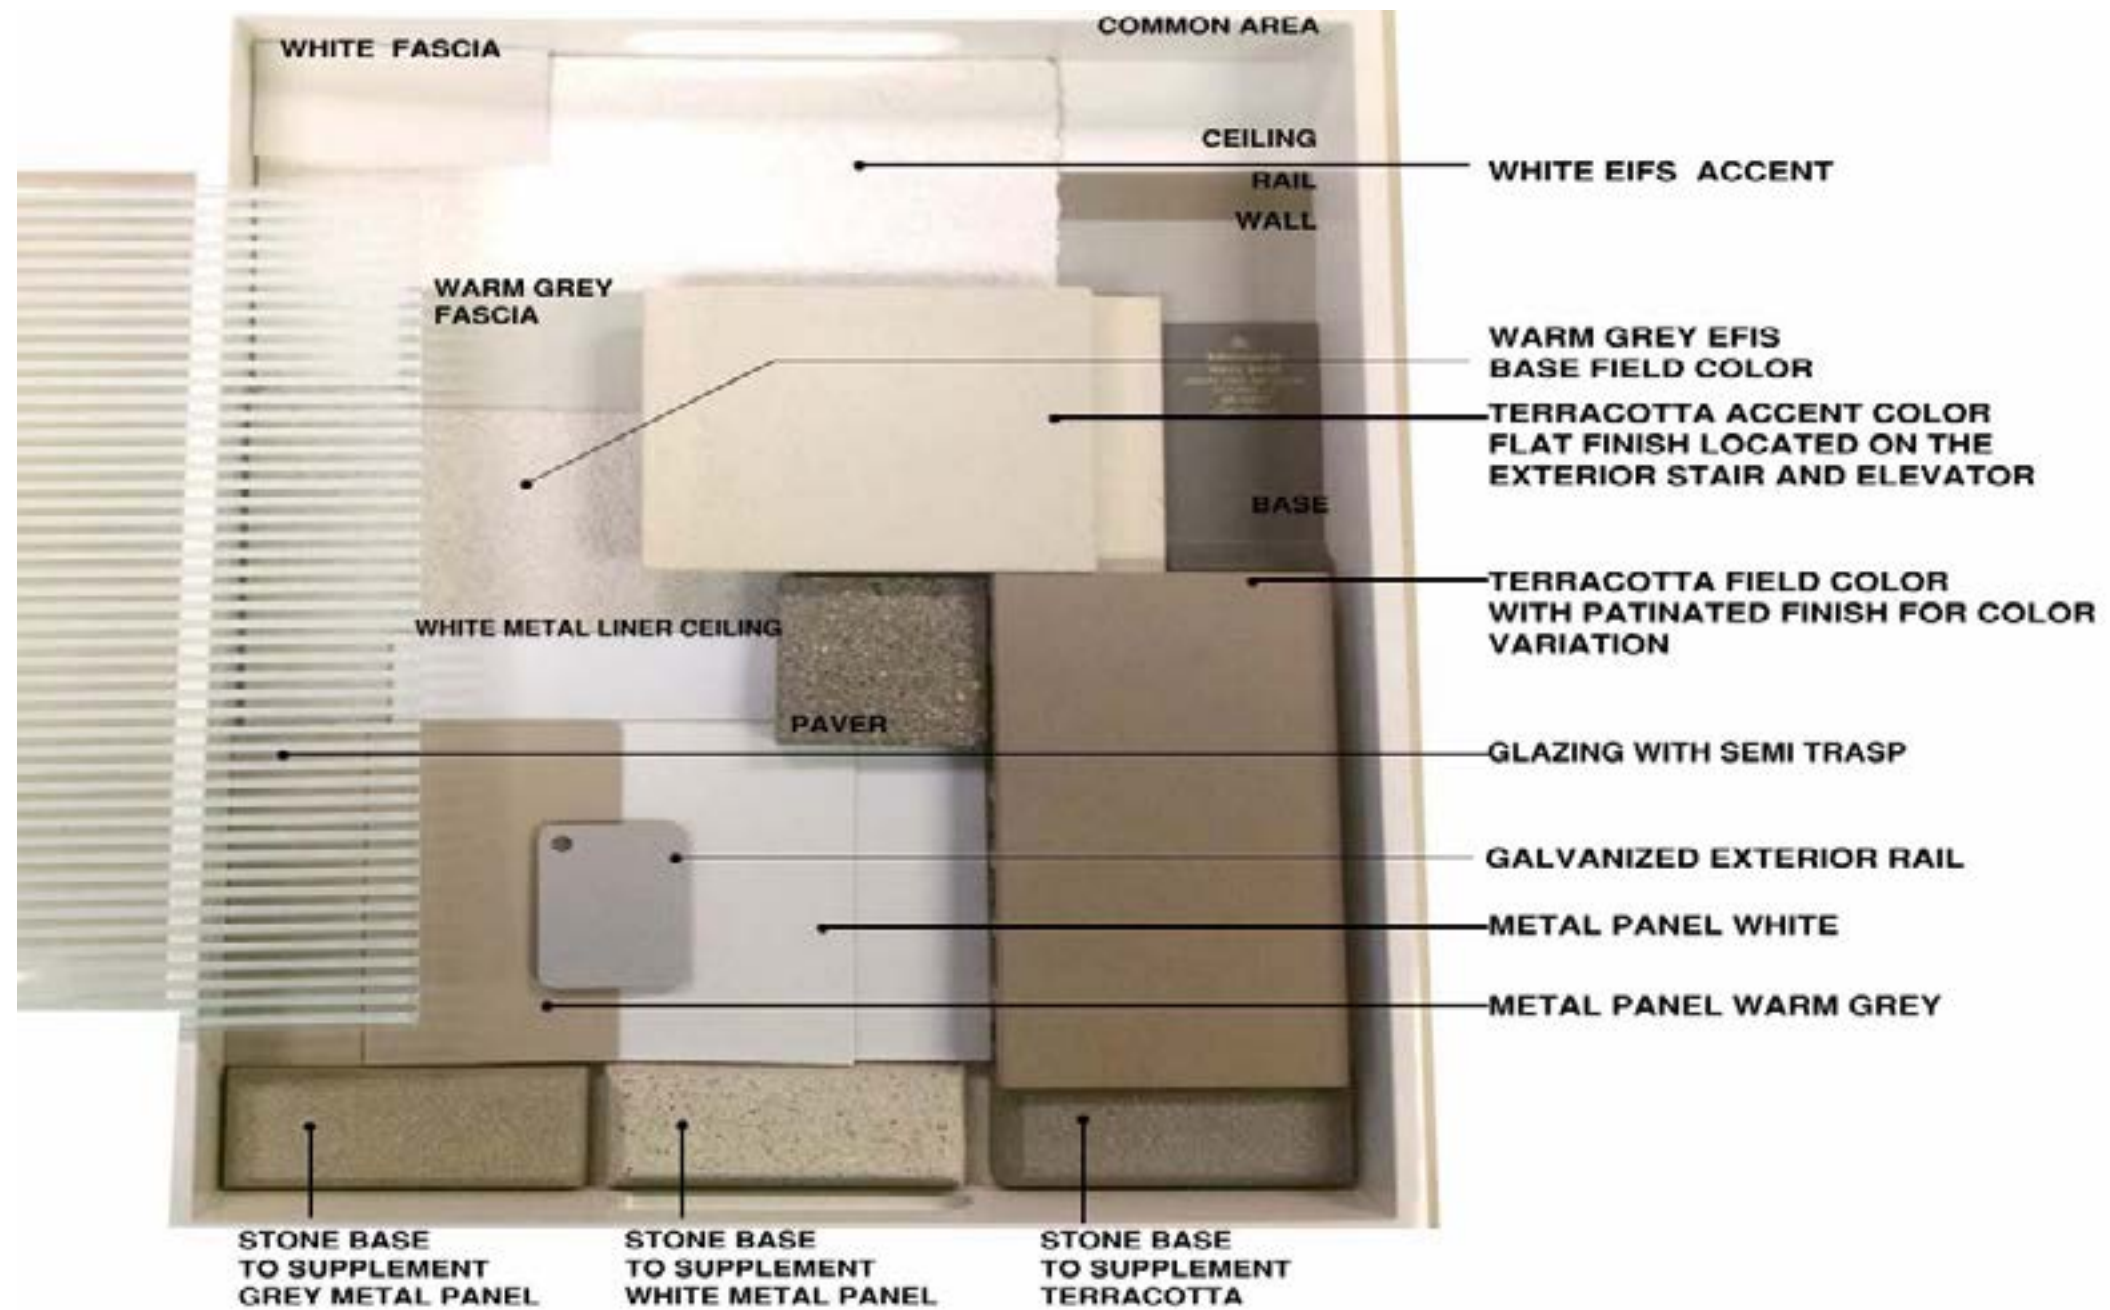 WHITE FASCIA
COMMON AREA
CEILING
RAIL
WALL
WHITE EIFS ACCENT
WARM GREY
FASCIA
WARM GREY EFIS
BASE FIELD COLOR
TERRACOTTA ACCENT COLOR
FLAT FINISH LOCATED ON THE
EXTERIOR STAIR AND ELEVATOR
BASE
TERRACOTTA FIELD COLOR
WITH PATINATED FINISH FOR COLOR
VARIATION
WHITE METAL LINER CEILING
PAVER
GLAZING WITH SEMI TRASP
GALVANIZED EXTERIOR RAIL
METAL PANEL WHITE
METAL PANEL WARM GREY
STONE BASE
TO SUPPLEMENT
GREY METAL PANEL
STONE BASE
TO SUPPLEMENT
WHITE METAL PANEL
STONE BASE
TO SUPPLEMENT
TERRACOTTA